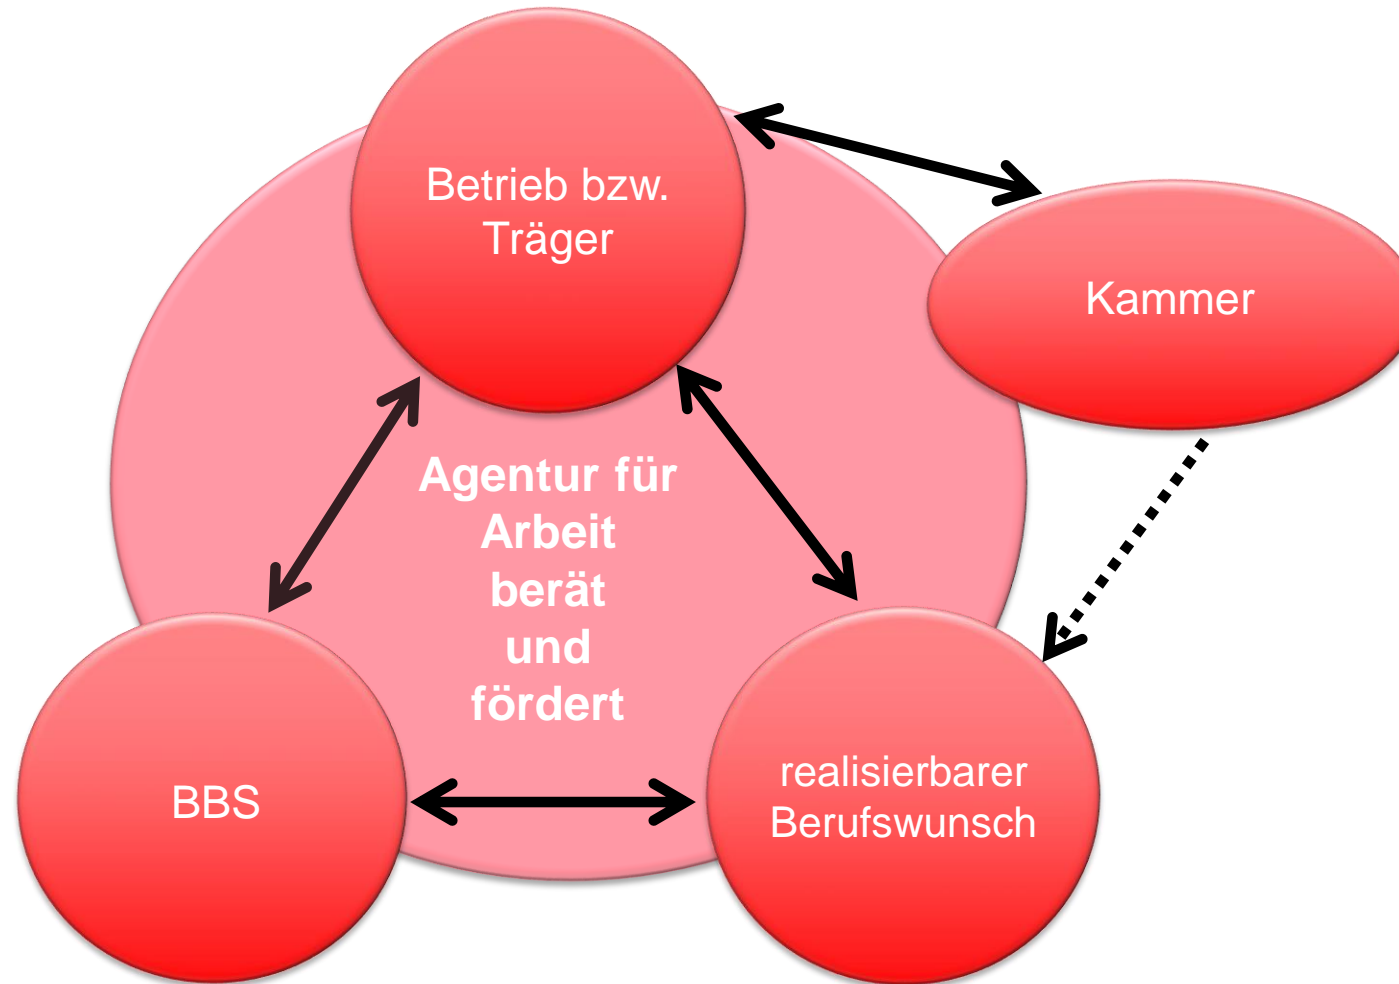 Betrieb bzw.
Träger
Kammer
Agentur für
Arbeit
berät
und
fördert
BBS
realisierbarer
Berufswunsch